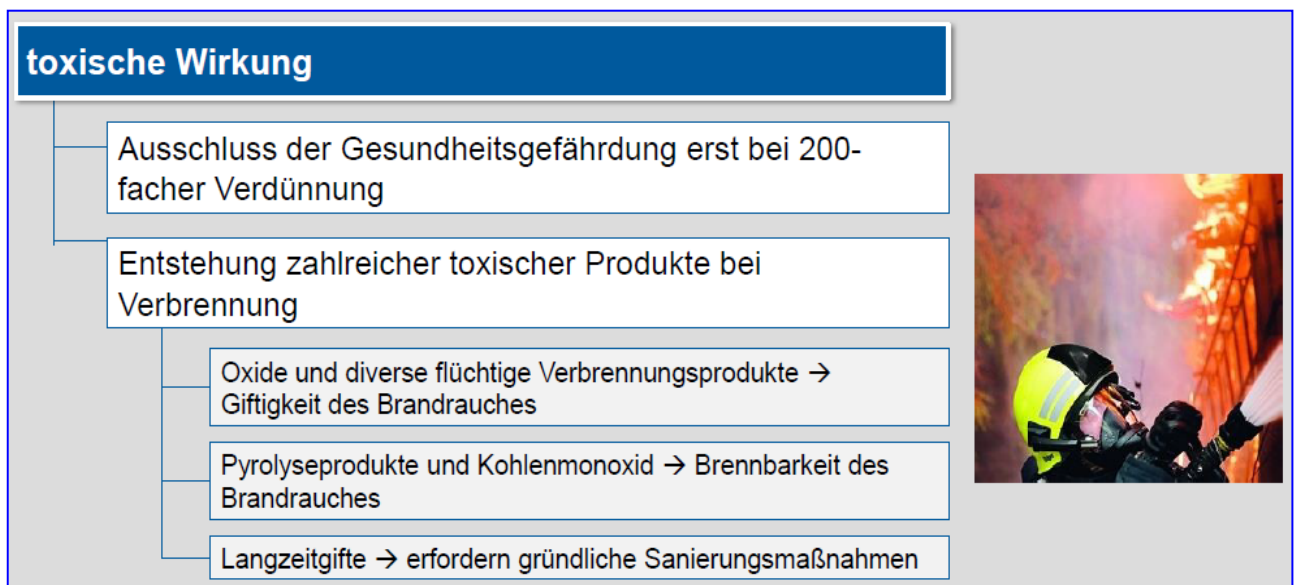 toxische Wirkung
Ausschluss der Gesundheitsgefährdung erst bei 200-
facher Verdünnung
Entstehung zahlreicher toxischer Produkte bei
Verbrennung
Oxide und diverse flüchtige Verbrennungsprodukte →
Giftigkeit des Brandrauches
Pyrolyseprodukte und Kohlenmonoxid → Brennbarkeit des
Brandrauches
Langzeitgifte → erfordern gründliche Sanierungsmaßnahmen